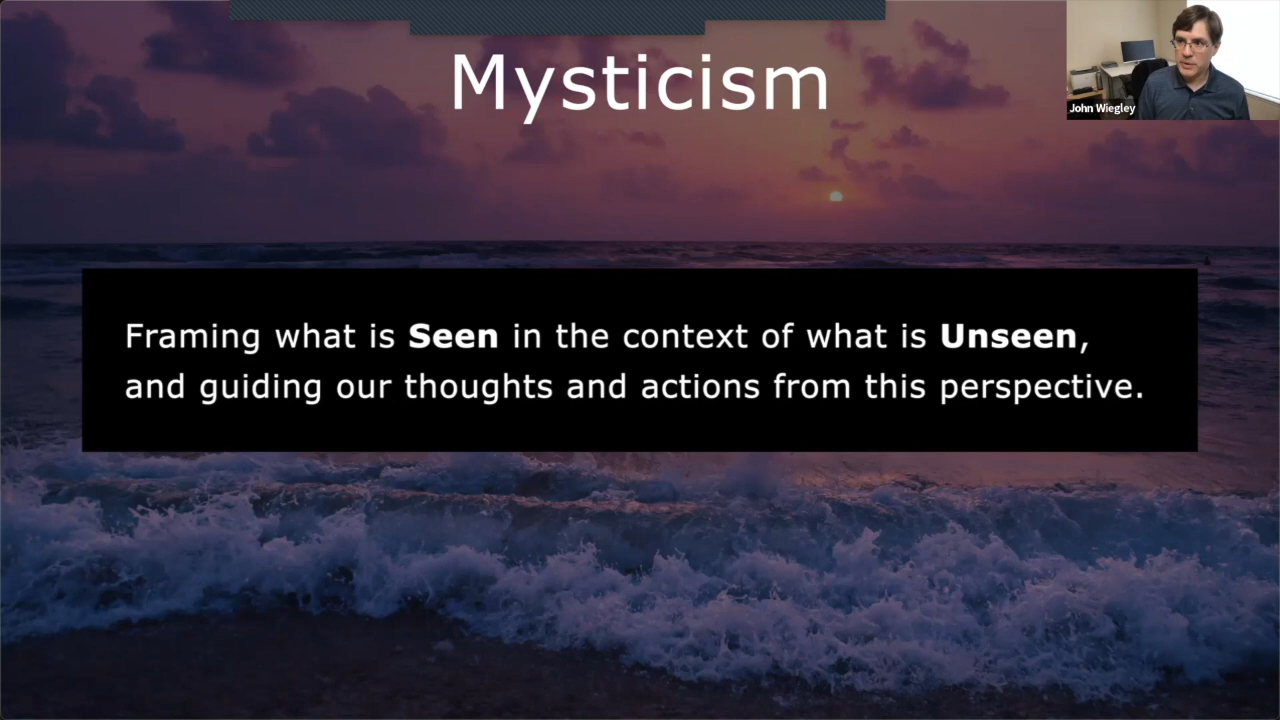 Mysticism
John Wiegley
Framing what is Seen in the context of what is Unseen,
and guiding our thoughts and actions from this perspective.